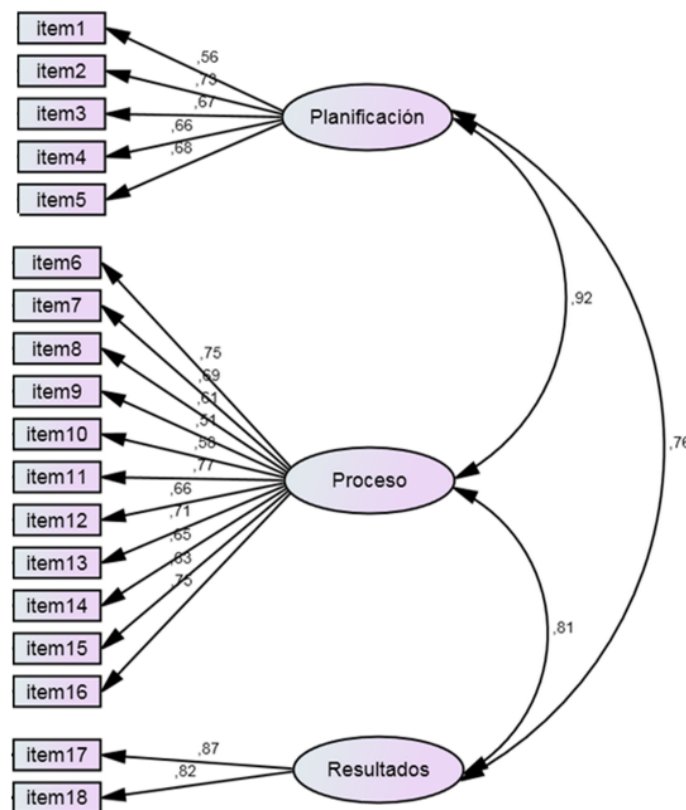 item1
item2
item3
item4
item5
,56
,73
,67
,66
,68
Planificación
item6
item7
item8
item9
item10
item11
item12
item13
item14
item15
item16
,75
,69
,61
,51
,58
,77
,66
,71
,65
,75
Proceso
,92
,76
,81
item17
item18
,87
,82
Resultados